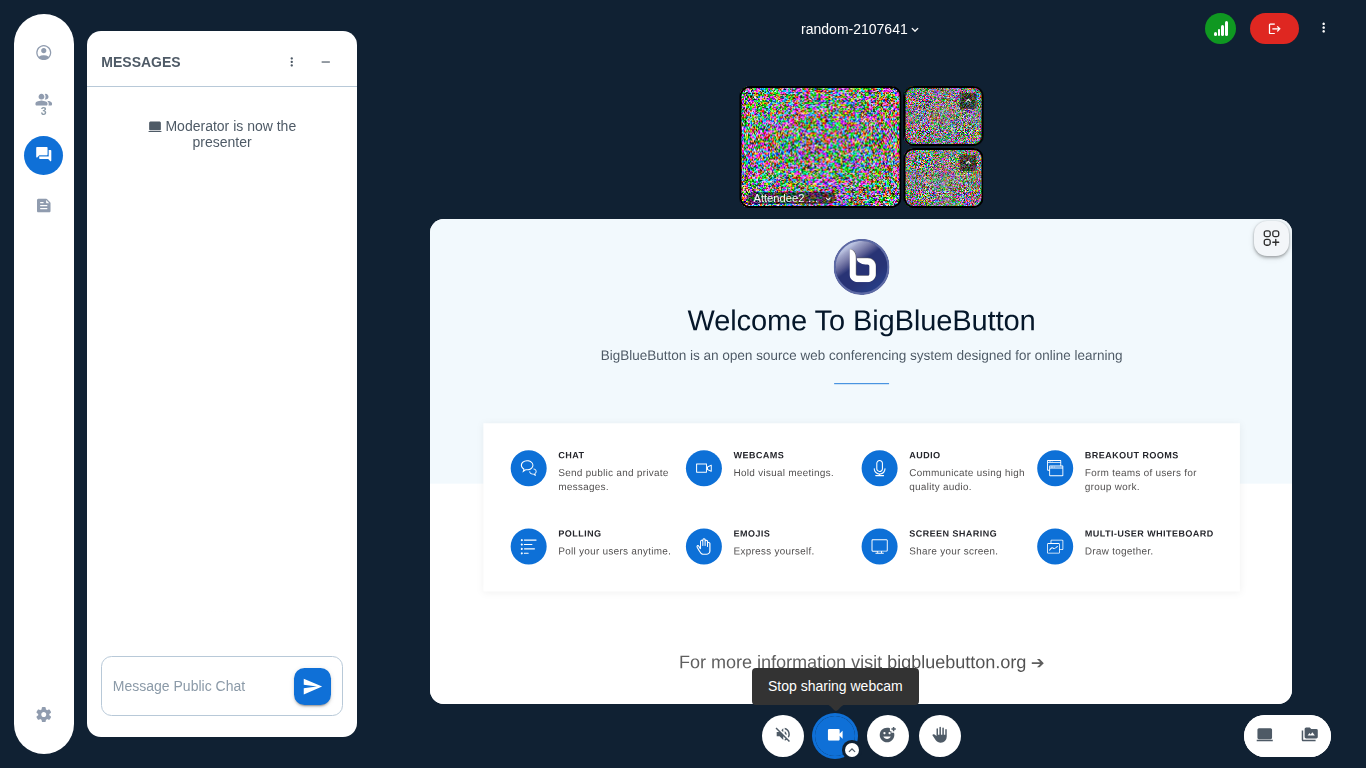 random-2107641
3
MESSAGES
Moderator is now the
presenter
Message Public Chat
Attendee2 ...
Welcome To BigBlueButton
BigBlueButton is an open source web conferencing system designed for online learning
CHAT
Send public and private
messages.
WEBCAMS
Hold visual meetings.
AUDIO
Communicate using high
quality audio.
BREAKOUT ROOMS
Form teams of users for
group work.
POLLING
Poll your users anytime.
EMOJIS
Express yourself.
SCREEN SHARING
Share your screen.
MULTI-USER WHITEBOARD
Draw together.
For more information visit bigbluebutton.org ➔
Stop sharing webcam